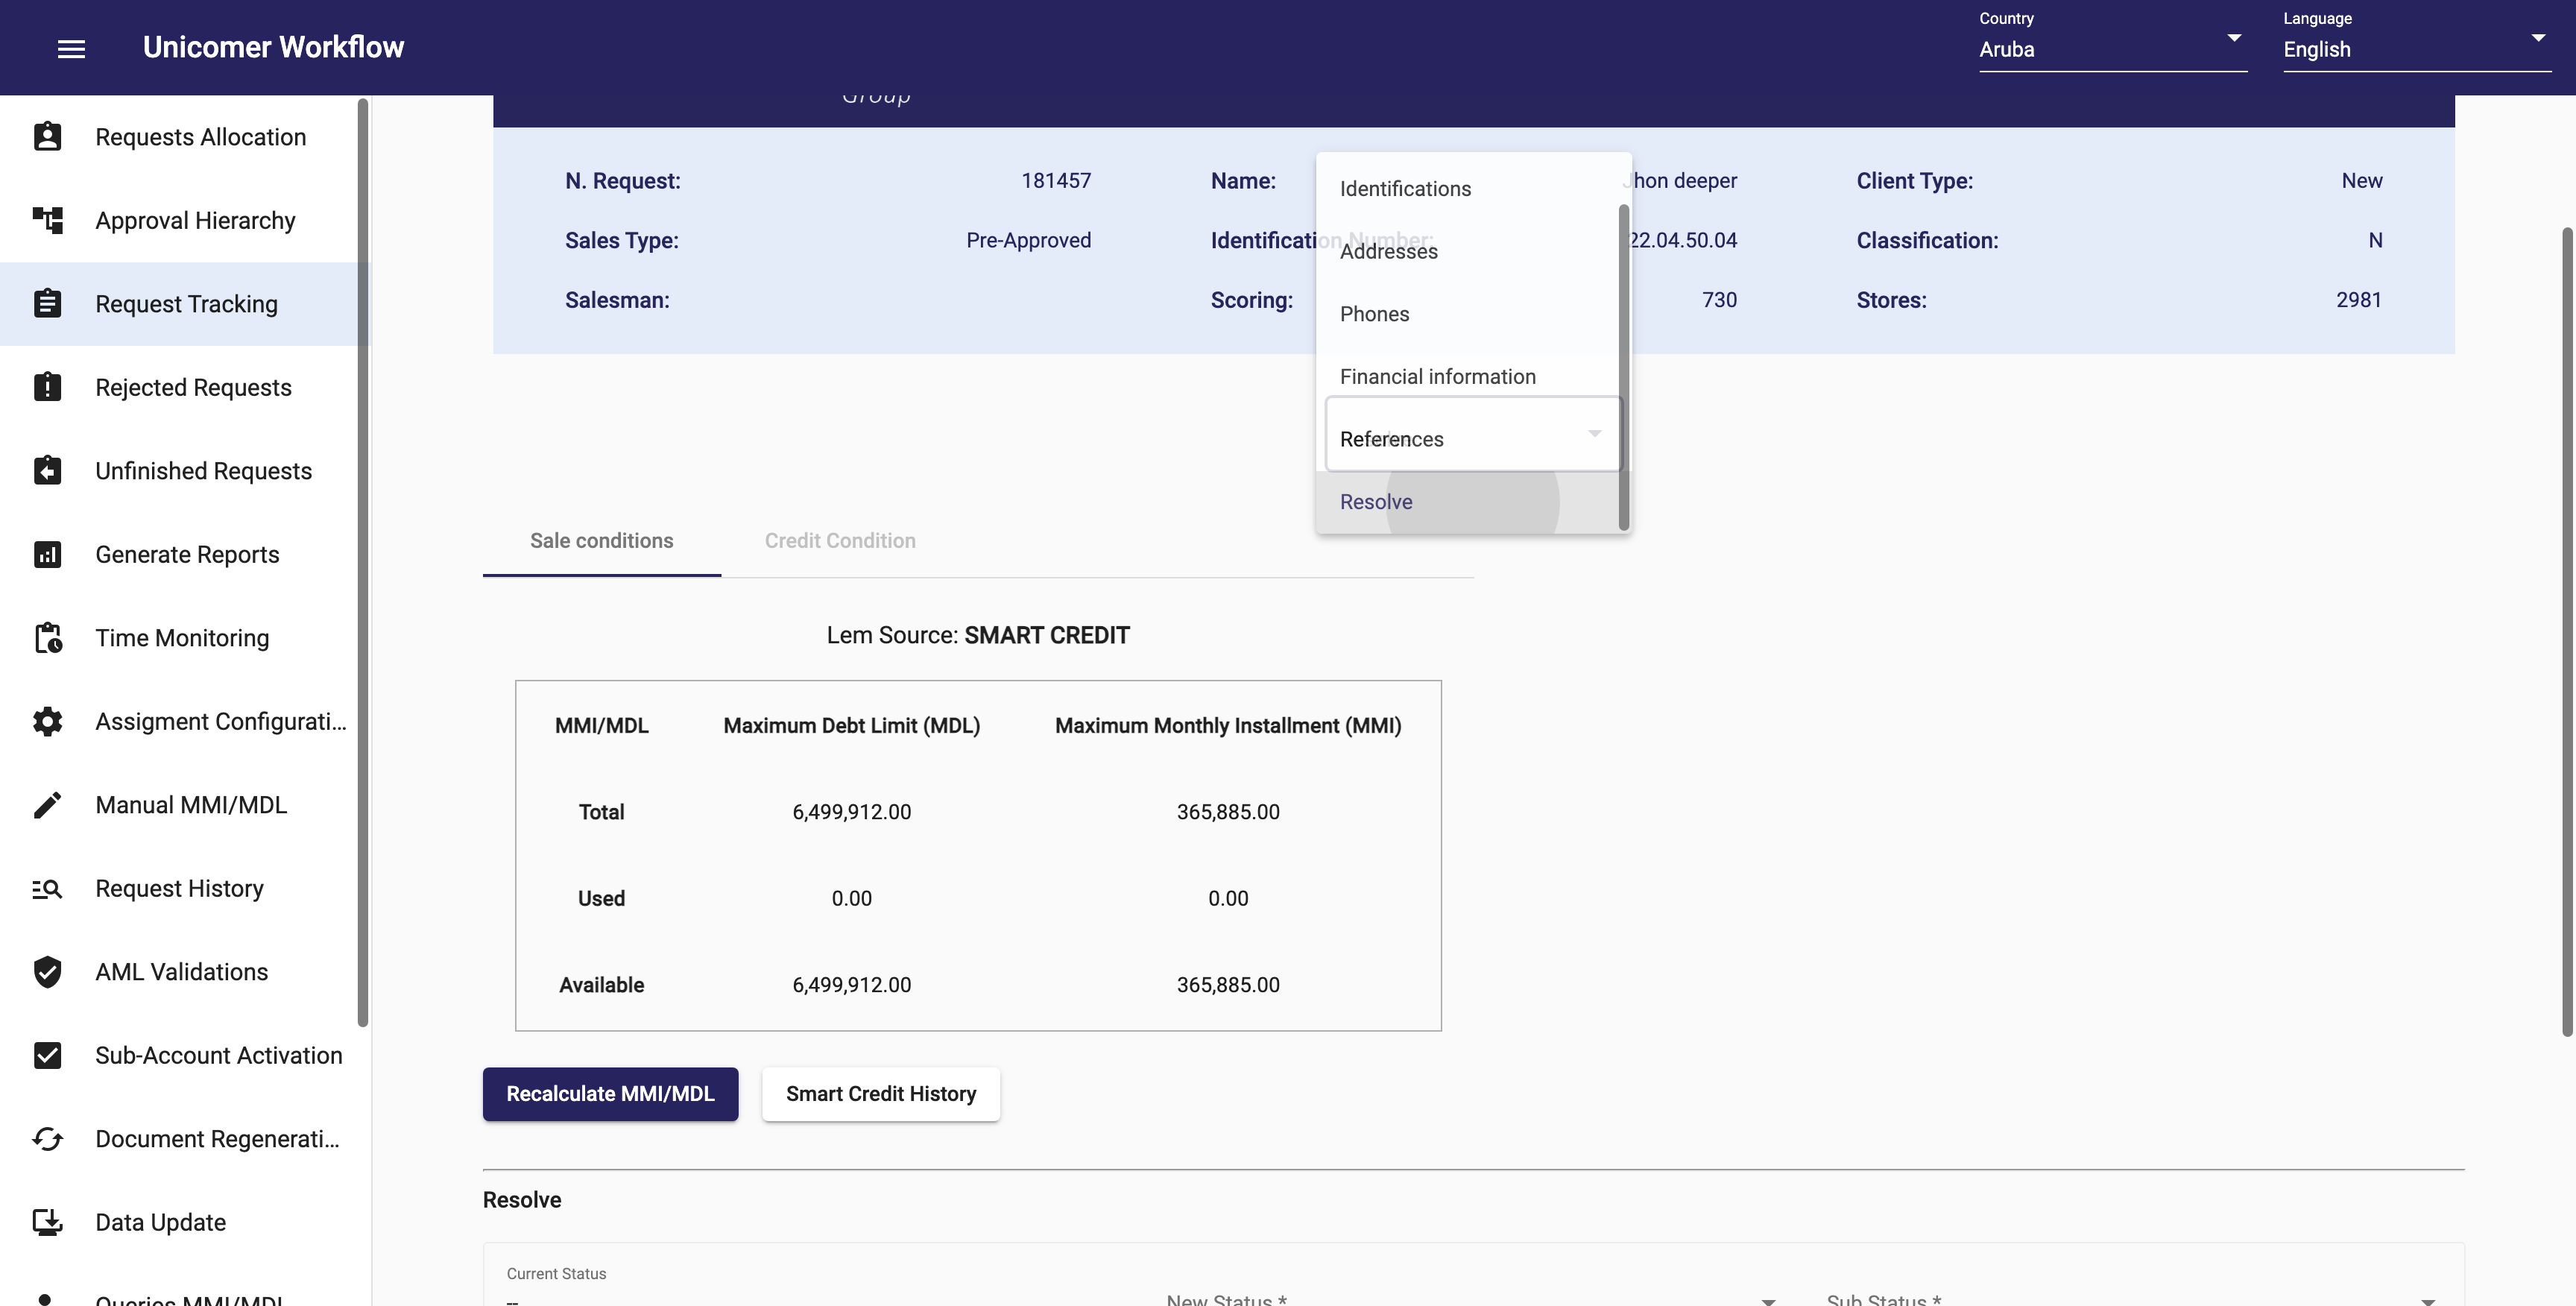 Unicomer Workflow
Country
Aruba
Language
English
Requests Allocation
Approval Hierarchy
Request Tracking
Rejected Requests
Unfinished Requests
Generate Reports
Time Monitoring
Assigment Configurati...
Manual MMI/MDL
Request History
AML Validations
Sub-Account Activation
Document Regenerati...
Data Update
Queries MMI/MDL
Group
N. Request: 181457
Name: Jhon deeper
Client Type: New
Sales Type: Pre-Approved
Identification Number: 22.04.50.04
Classification: N
Salesman:
Scoring: 730
Stores: 2981
Identifications
Addresses
Phones
Financial information
References
Resolve
Sale conditions
Credit Condition
Lem Source: SMART CREDIT
MMI/MDL Maximum Debt Limit (MDL) Maximum Monthly Installment (MMI)
Total 6,499,912.00 365,885.00
Used 0.00 0.00
Available 6,499,912.00 365,885.00
Recalculate MMI/MDL
Smart Credit History
Resolve
Current Status
--
New Status *
Sub Status *